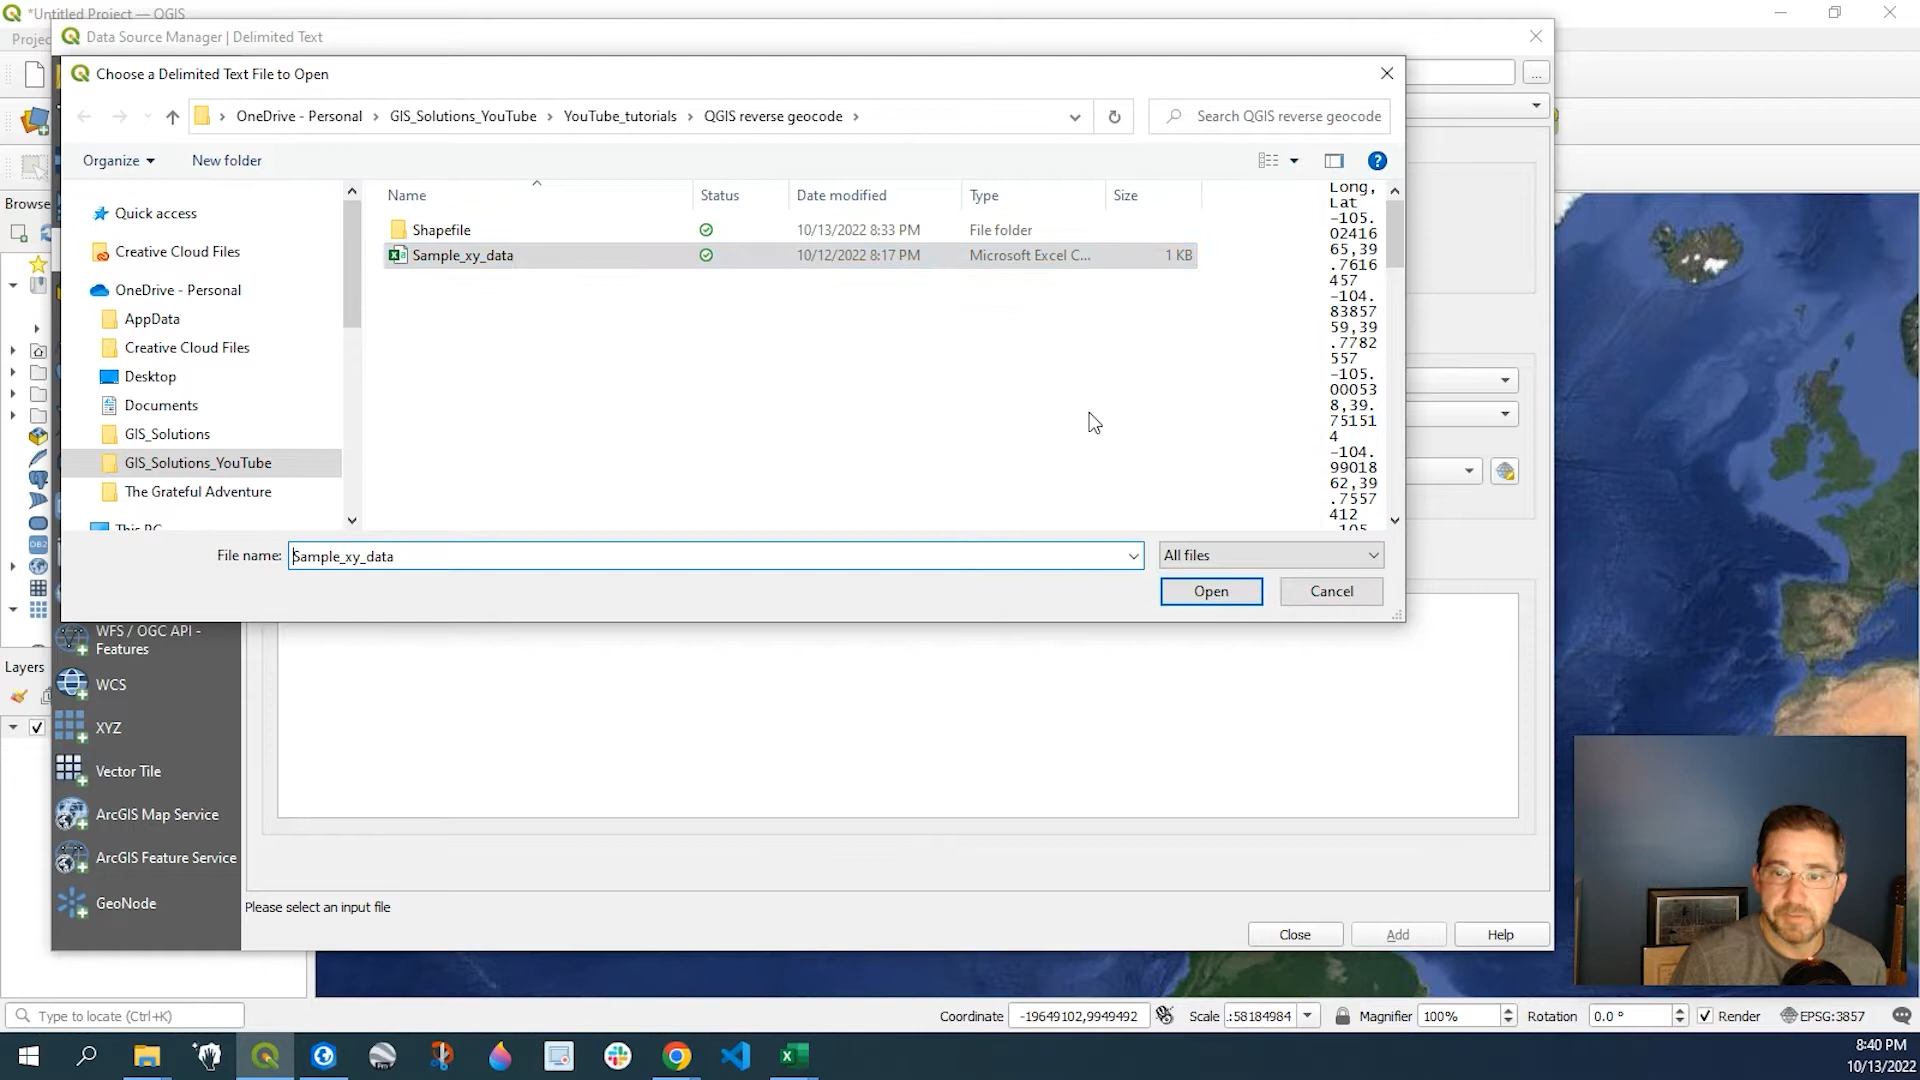 *Untitled Project — QGIS
Projec
Data Source Manager | Delimited Text
...
Choose a Delimited Text File to Open
OneDrive - Personal > GIS_Solutions_YouTube > YouTube_tutorials > QGIS reverse geocode >
Search QGIS reverse geocode
Organize
New folder
?
Quick access
Creative Cloud Files
OneDrive - Personal
AppData
Creative Cloud Files
Desktop
Documents
GIS_Solutions
GIS_Solutions_YouTube
The Grateful Adventure
This PC
Name Status Date modified Type Size
Shapefile 10/13/2022 8:33 PM File folder
Sample_xy_data 10/12/2022 8:17 PM Microsoft Excel C... 1 KB
Long,
Lat
-105.
02416
65,39
.7616
457
-104.
83857
59,39
.7782
557
-105.
00053
8,39.
75151
4
-104.
99018
62,39
.7557
412
-105
File name: Sample_xy_data
All files
Open
Cancel
Browse
Layers
DB2
WFS / OGC API -
Features
WCS
XYZ
Vector Tile
ArcGIS Map Service
ArcGIS Feature Service
GeoNode
Please select an input file
Close
Add
Help
Type to locate (Ctrl+K)
Coordinate -19649102,9949492
Scale :58184984
Magnifier 100%
Rotation 0.0 °
Render
EPSG:3857
Pro
8:40 PM
10/13/2022